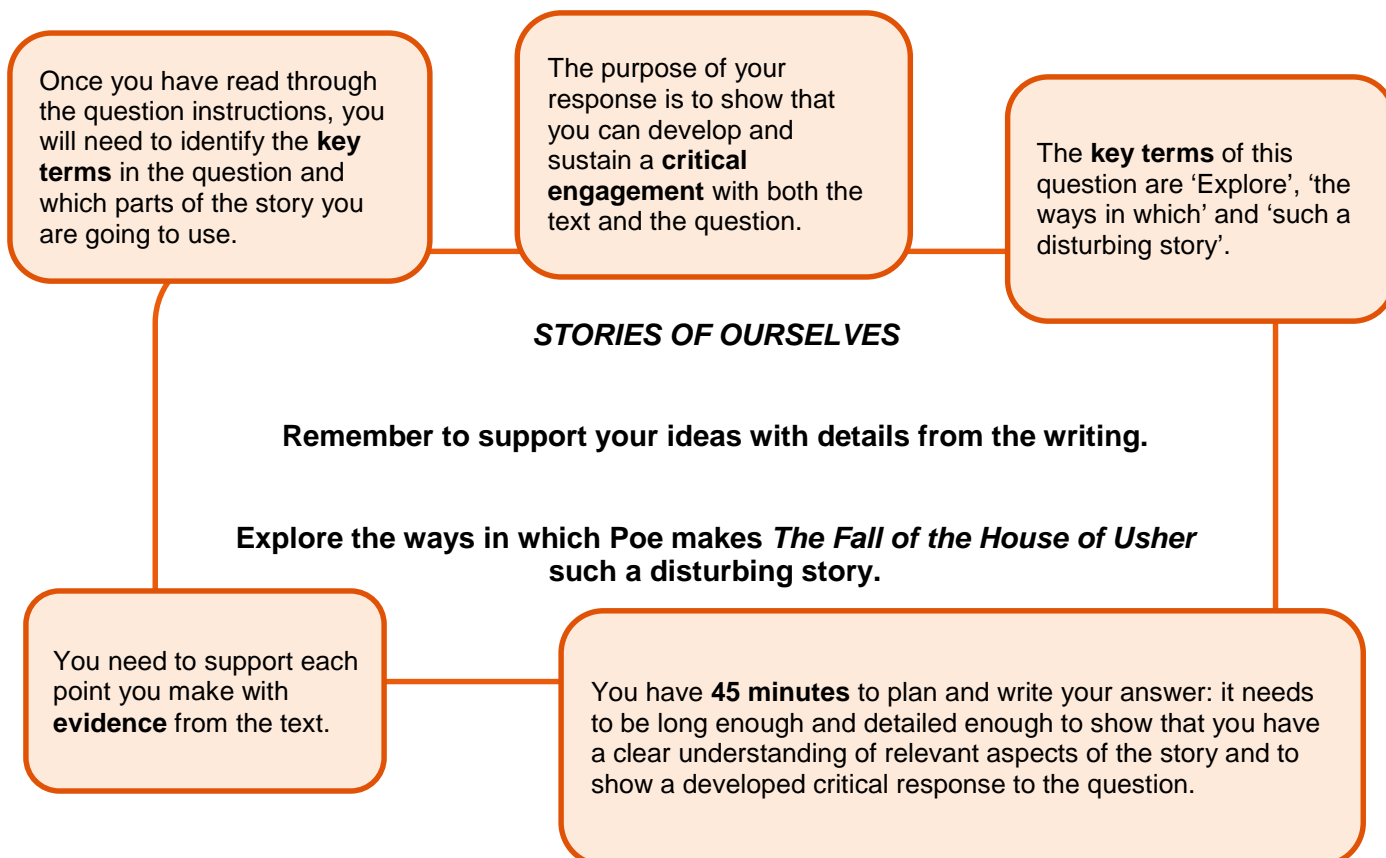 Once you have read through
the question instructions, you
will need to identify the key
terms in the question and
which parts of the story you
are going to use.
The purpose of your
response is to show that
you can develop and
sustain a critical
engagement with both the
text and the question.
The key terms of this
question are ‘Explore’, ‘the
ways in which’ and ‘such a
disturbing story’.
STORIES OF OURSELVES
Remember to support your ideas with details from the writing.
Explore the ways in which Poe makes The Fall of the House of Usher
such a disturbing story.
You need to support each
point you make with
evidence from the text.
You have 45 minutes to plan and write your answer: it needs
to be long enough and detailed enough to show that you have
a clear understanding of relevant aspects of the story and to
show a developed critical response to the question.